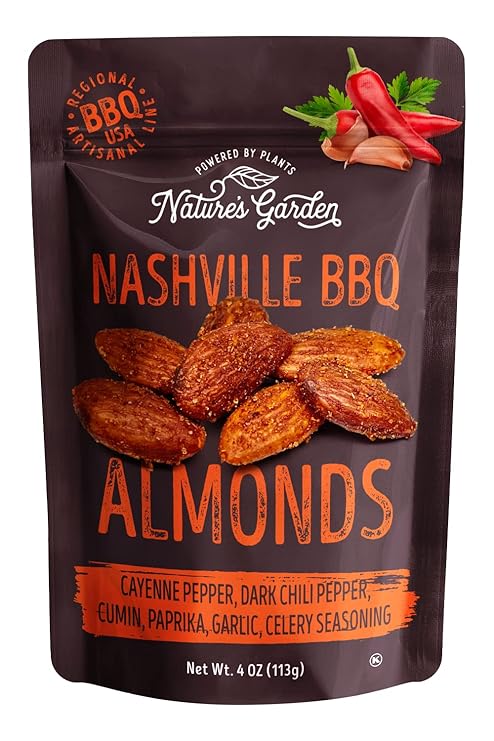 REGIONAL
BBQ
USA
ARTISANAL LINE
POWERED BY PLANTS
Nature's Garden
NASHVILLE BBQ
ALMONDS
CAYENNE PEPPER, DARK CHILI PEPPER,
CUMIN, PAPRIKA, GARLIC, CELERY SEASONING
Net Wt. 4 OZ (113g)
K